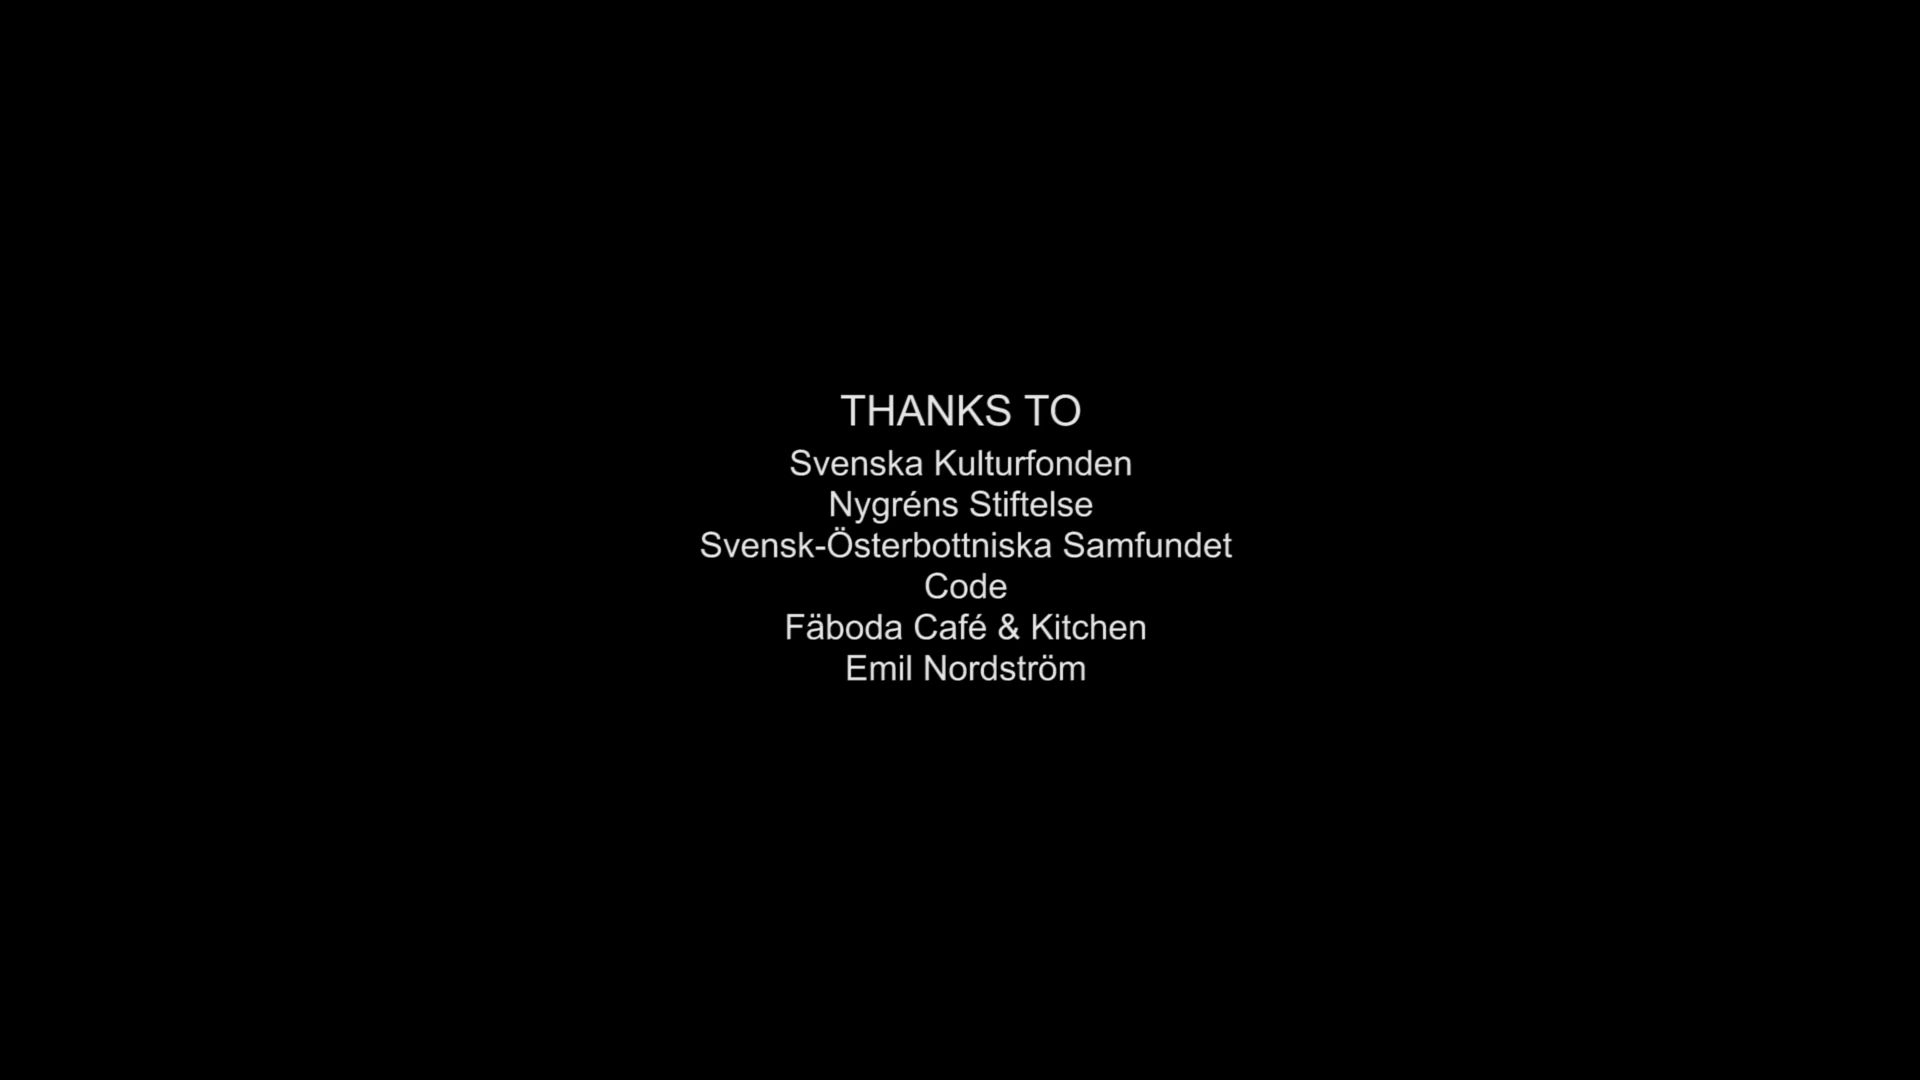 THANKS TO
Svenska Kulturfonden
Nygréns Stiftelse
Svensk-Österbottniska Samfundet
Code
Fäboda Café & Kitchen
Emil Nordström